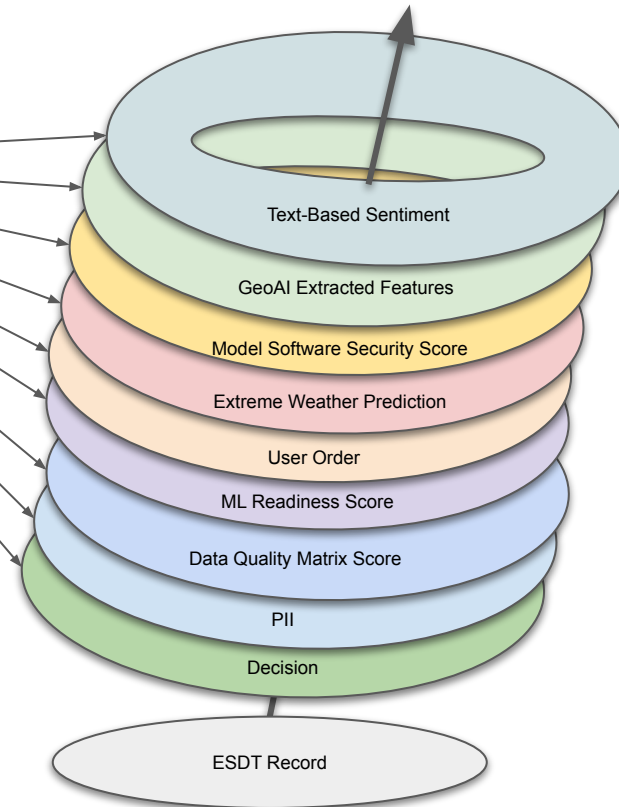 Text-Based Sentiment
GeoAI Extracted Features
Model Software Security Score
Extreme Weather Prediction
User Order
ML Readiness Score
Data Quality Matrix Score
PII
Decision
ESDT Record